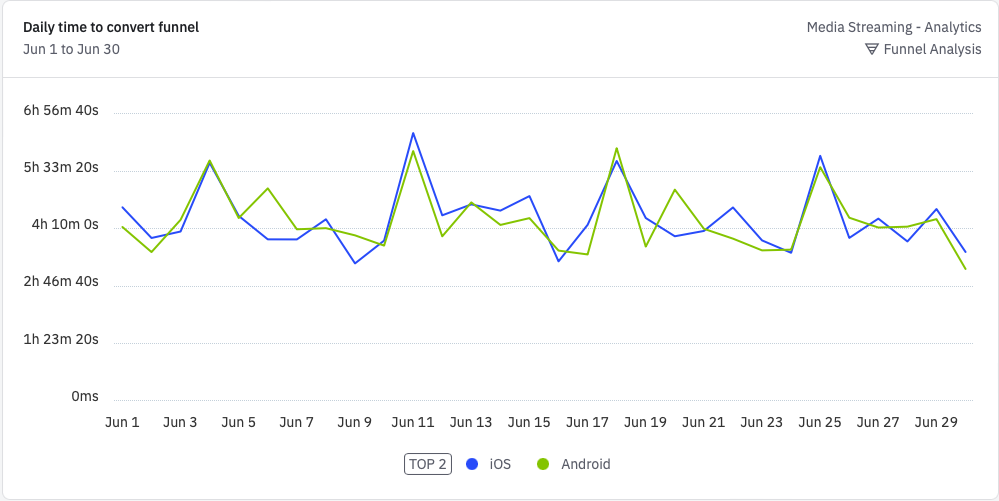 Daily time to convert funnel
Media Streaming - Analytics
Jun 1 to Jun 30
Funnel Analysis
6h 56m 40s
5h 33m 20s
4h 10m 0s
2h 46m 40s
1h 23m 20s
0ms
Jun 1 Jun 3 Jun 5 Jun 7 Jun 9 Jun 11 Jun 13 Jun 15 Jun 17 Jun 19 Jun 21 Jun 23 Jun 25 Jun 27 Jun 29
TOP 2 iOS Android